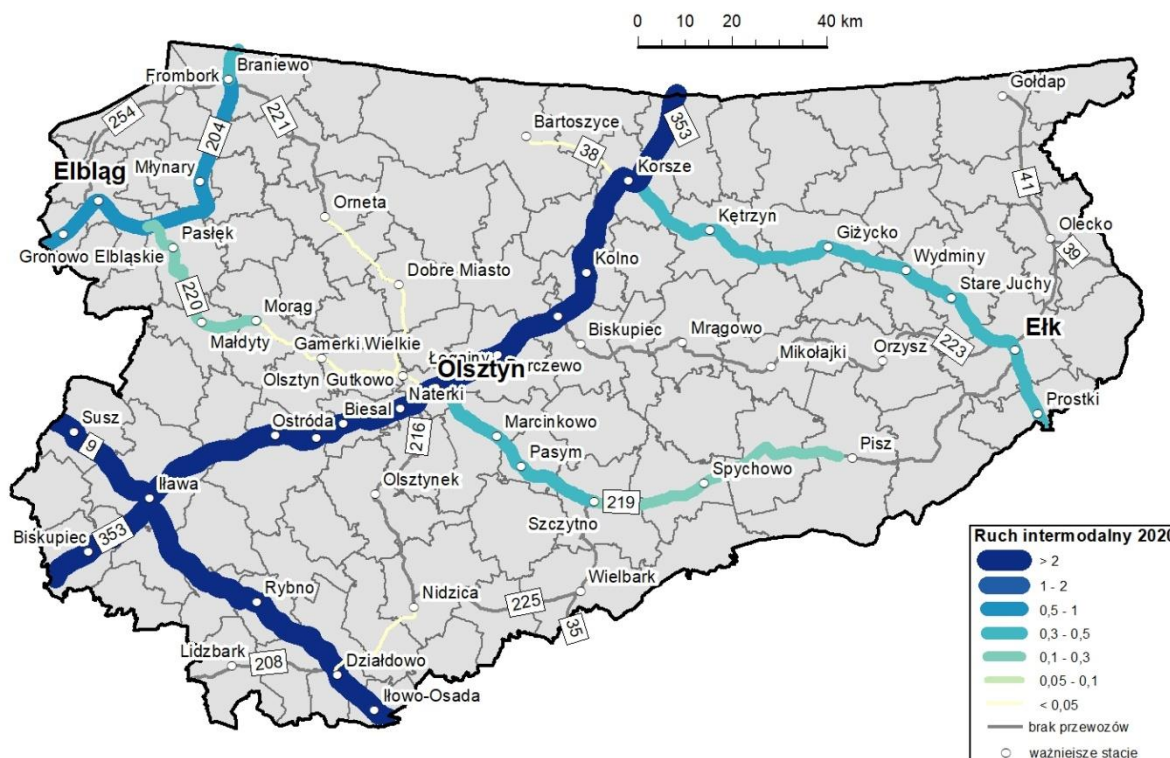 0 10 20 40 km
Braniewo
Frombork
Gołdap
254
204
221
Bartoszyce
353
38
Korsze
Młynary
Elbląg
41
Orneta
Kętrzyn
Giżycko
Olecko
Pasłęk
Gronowo Elbląskie
Wydminy
39
Kolno
Dobre Miasto
Stare Juchy
220
Morąg
Ełk
Małdyty
Gamerki Wielkie
Biskupiec
Mrągowo
223
Orzysz
Mikołajki
Olsztyn
Olsztyn Gutkowo
Naterki
Prostki
Susz
Ostróda
Biesal
Marcinkowo
9
216
Pasym
Pisz
Spychowo
Olsztynek
Iława
219
Szczytno
353
Biskupiec
Wielbark
Rybno
Nidzica
225
35
Lidzbark
208
Działdowo
Iłowo-Osada
Ruch intermodalny 2020
> 2
1 - 2
0,5 - 1
0,3 - 0,5
0,1 - 0,3
0,05 - 0,1
< 0,05
brak przewozów
ważniejsze stacje